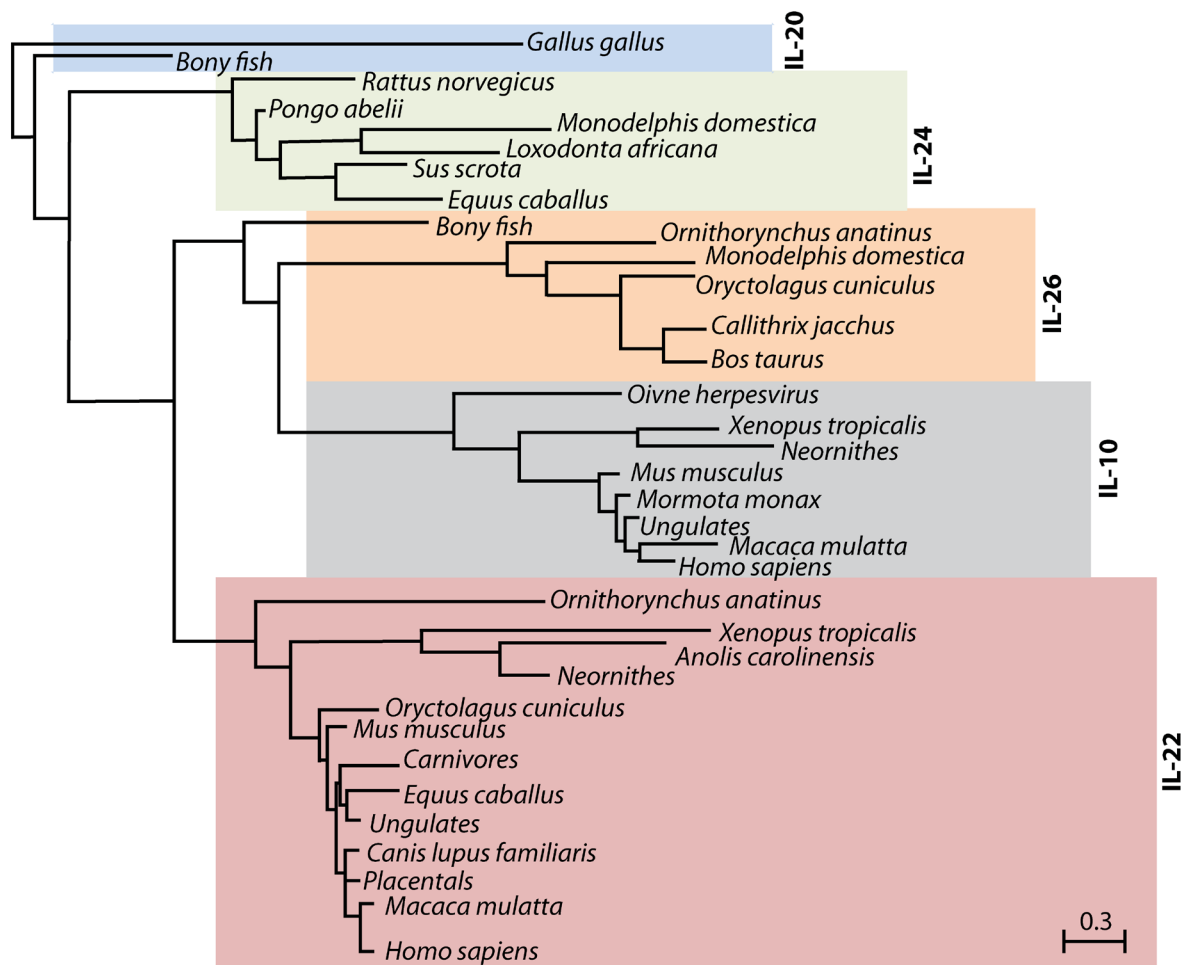 IL-20
Gallus gallus
Bony fish
Rattus norvegicus
Pongo abelii
Monodelphis domestica
Loxodonta africana
Sus scrota
Equus caballus
IL-24
Bony fish
Ornithorynchus anatinus
Monodelphis domestica
Oryctolagus cuniculus
Callithrix jacchus
Bos taurus
IL-26
Oivne herpesvirus
Xenopus tropicalis
Neornithes
Mus musculus
Mormota monax
Ungulates
Macaca mulatta
Homo sapiens
IL-10
Ornithorynchus anatinus
Xenopus tropicalis
Anolis carolinensis
Neornithes
Oryctolagus cuniculus
Mus musculus
Carnivores
Equus caballus
Ungulates
Canis lupus familiaris
Placentals
Macaca mulatta
Homo sapiens
IL-22
0.3